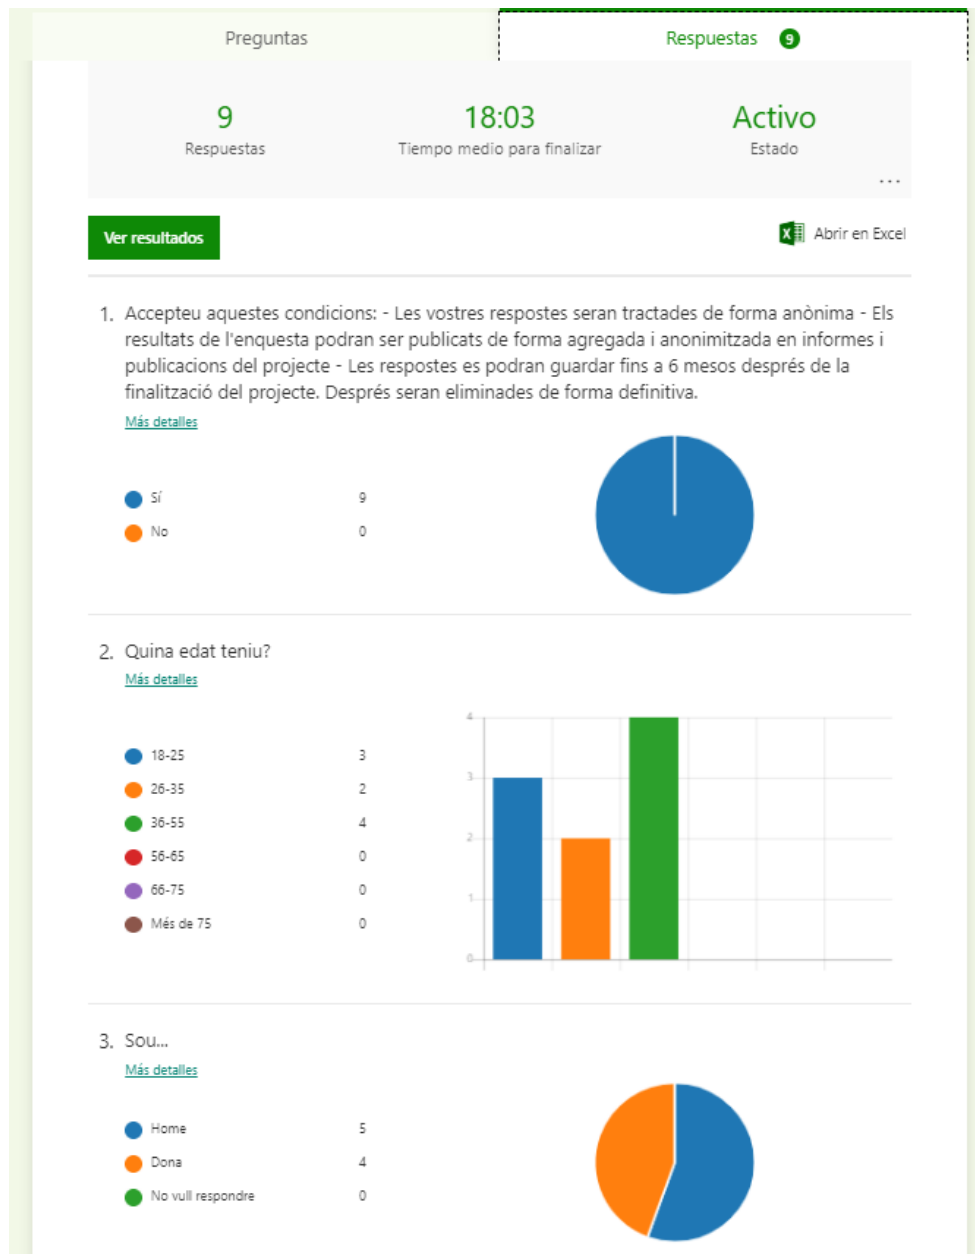 Preguntas
Respuestas 9
9
Respuestas
18:03
Tiempo medio para finalizar
Activo
Estado
...
Ver resultados
Abrir en Excel
1. Accepteu aquestes condicions: - Les vostres respostes seran tractades de forma anònima - Els
resultats de l'enquesta podran ser publicats de forma agregada i anonimitzada en informes i
publicacions del projecte - Les respostes es podran guardar fins a 6 mesos després de la
finalització del projecte. Després seran eliminades de forma definitiva.
Más detalles
Sí 9
No 0
2. Quina edat teniu?
Más detalles
18-25 3
26-35 2
36-55 4
56-65 0
66-75 0
Més de 75 0
4
3
2
1
0
3. Sou...
Más detalles
Home 5
Dona 4
No vull respondre 0